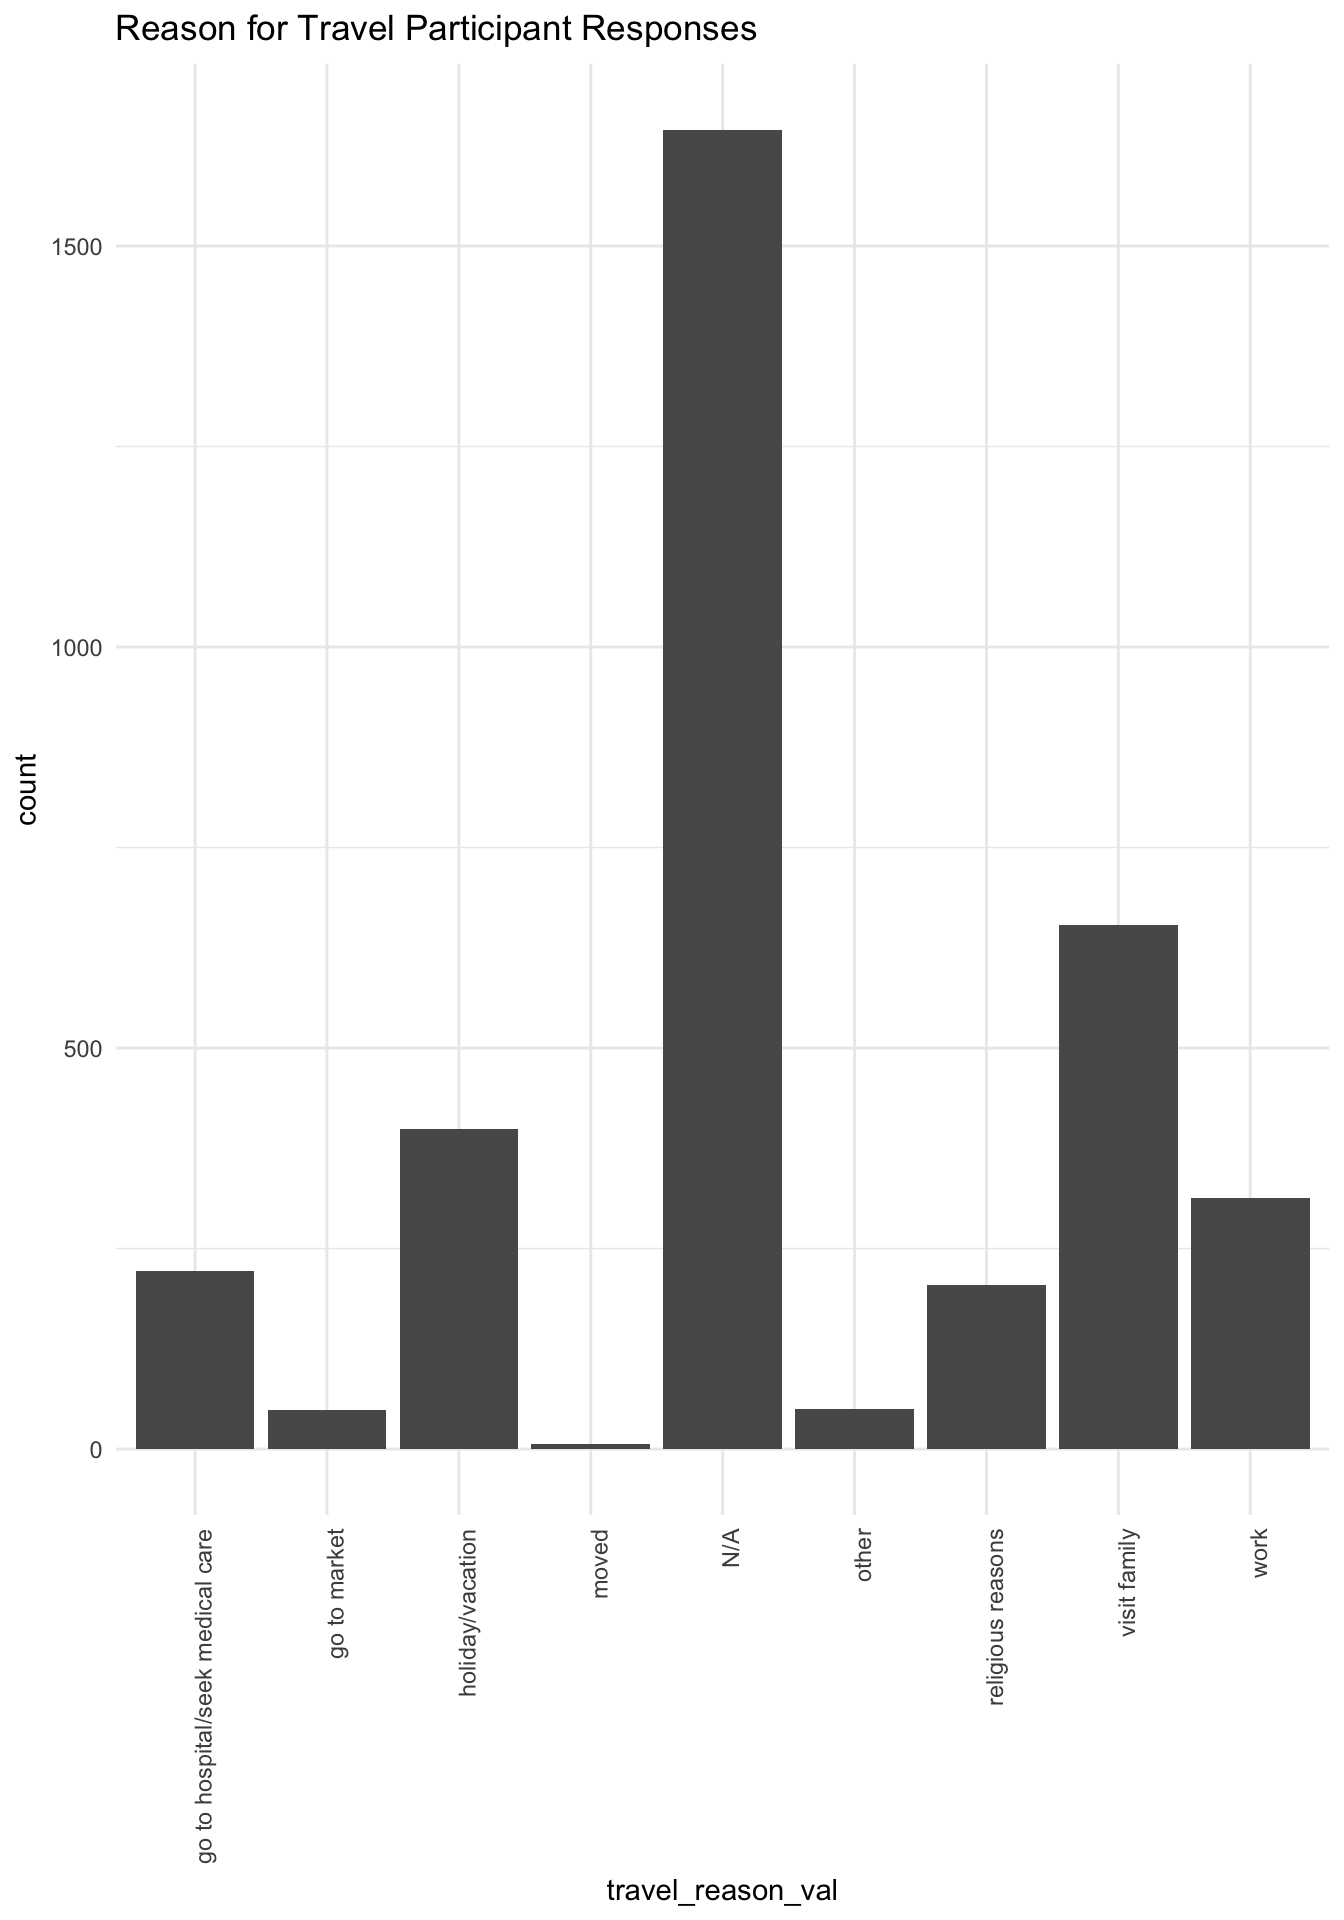 Reason for Travel Participant Responses
1500
1000
500
0
count
go to hospital/seek medical care
go to market
holiday/vacation
moved
N/A
other
religious reasons
visit family
work
travel_reason_val